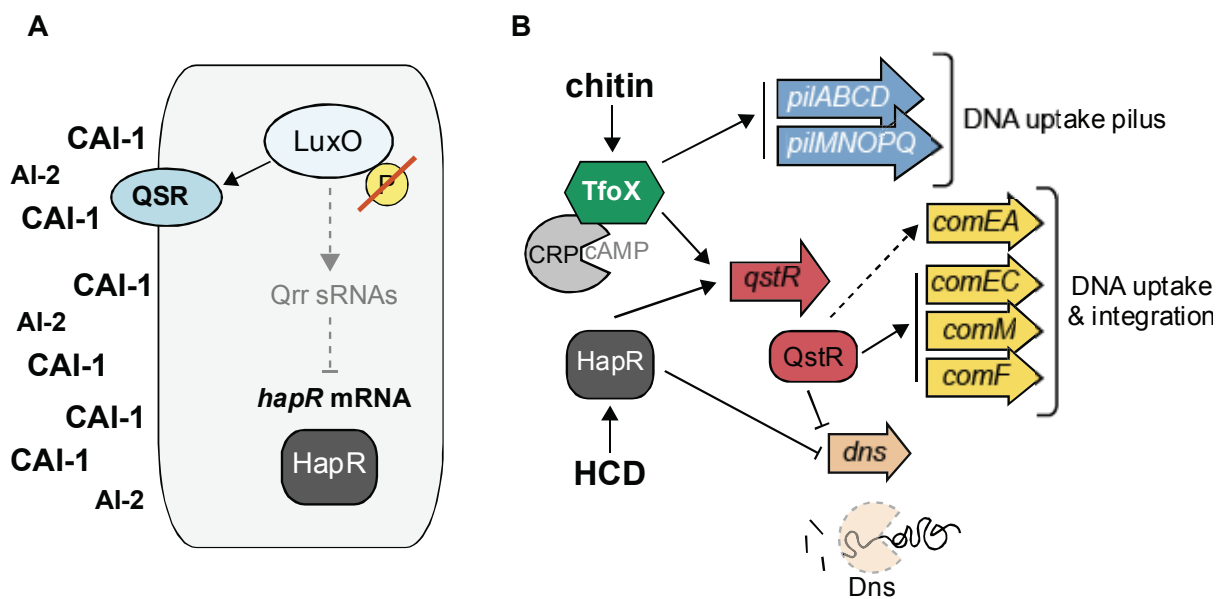 A
CAI-1
AI-2
CAI-1
CAI-1
AI-2
CAI-1
CAI-1
CAI-1
AI-2
LuxO
P
QSR
Qrr sRNAs
hapR mRNA
HapR
B
chitin
TfoX
CRP
cAMP
HapR
HCD
pilABCD
pilMNOPQ
DNA uptake pilus
qstR
QstR
comEA
comEC
comM
comF
DNA uptake
& integration
dns
Dns